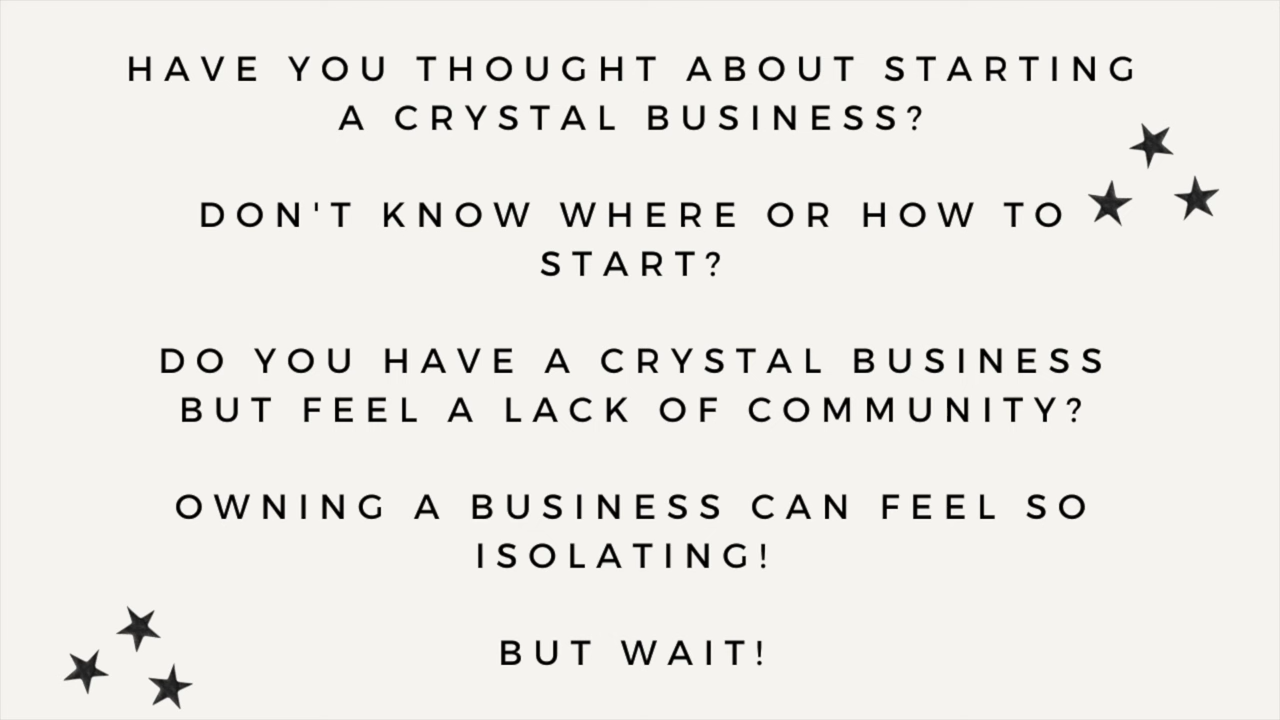 HAVE YOU THOUGHT ABOUT STARTING
A CRYSTAL BUSINESS?
DON'T KNOW WHERE OR HOW TO
START?
DO YOU HAVE A CRYSTAL BUSINESS
BUT FEEL A LACK OF COMMUNITY?
OWNING A BUSINESS CAN FEEL SO
ISOLATING!
BUT WAIT!